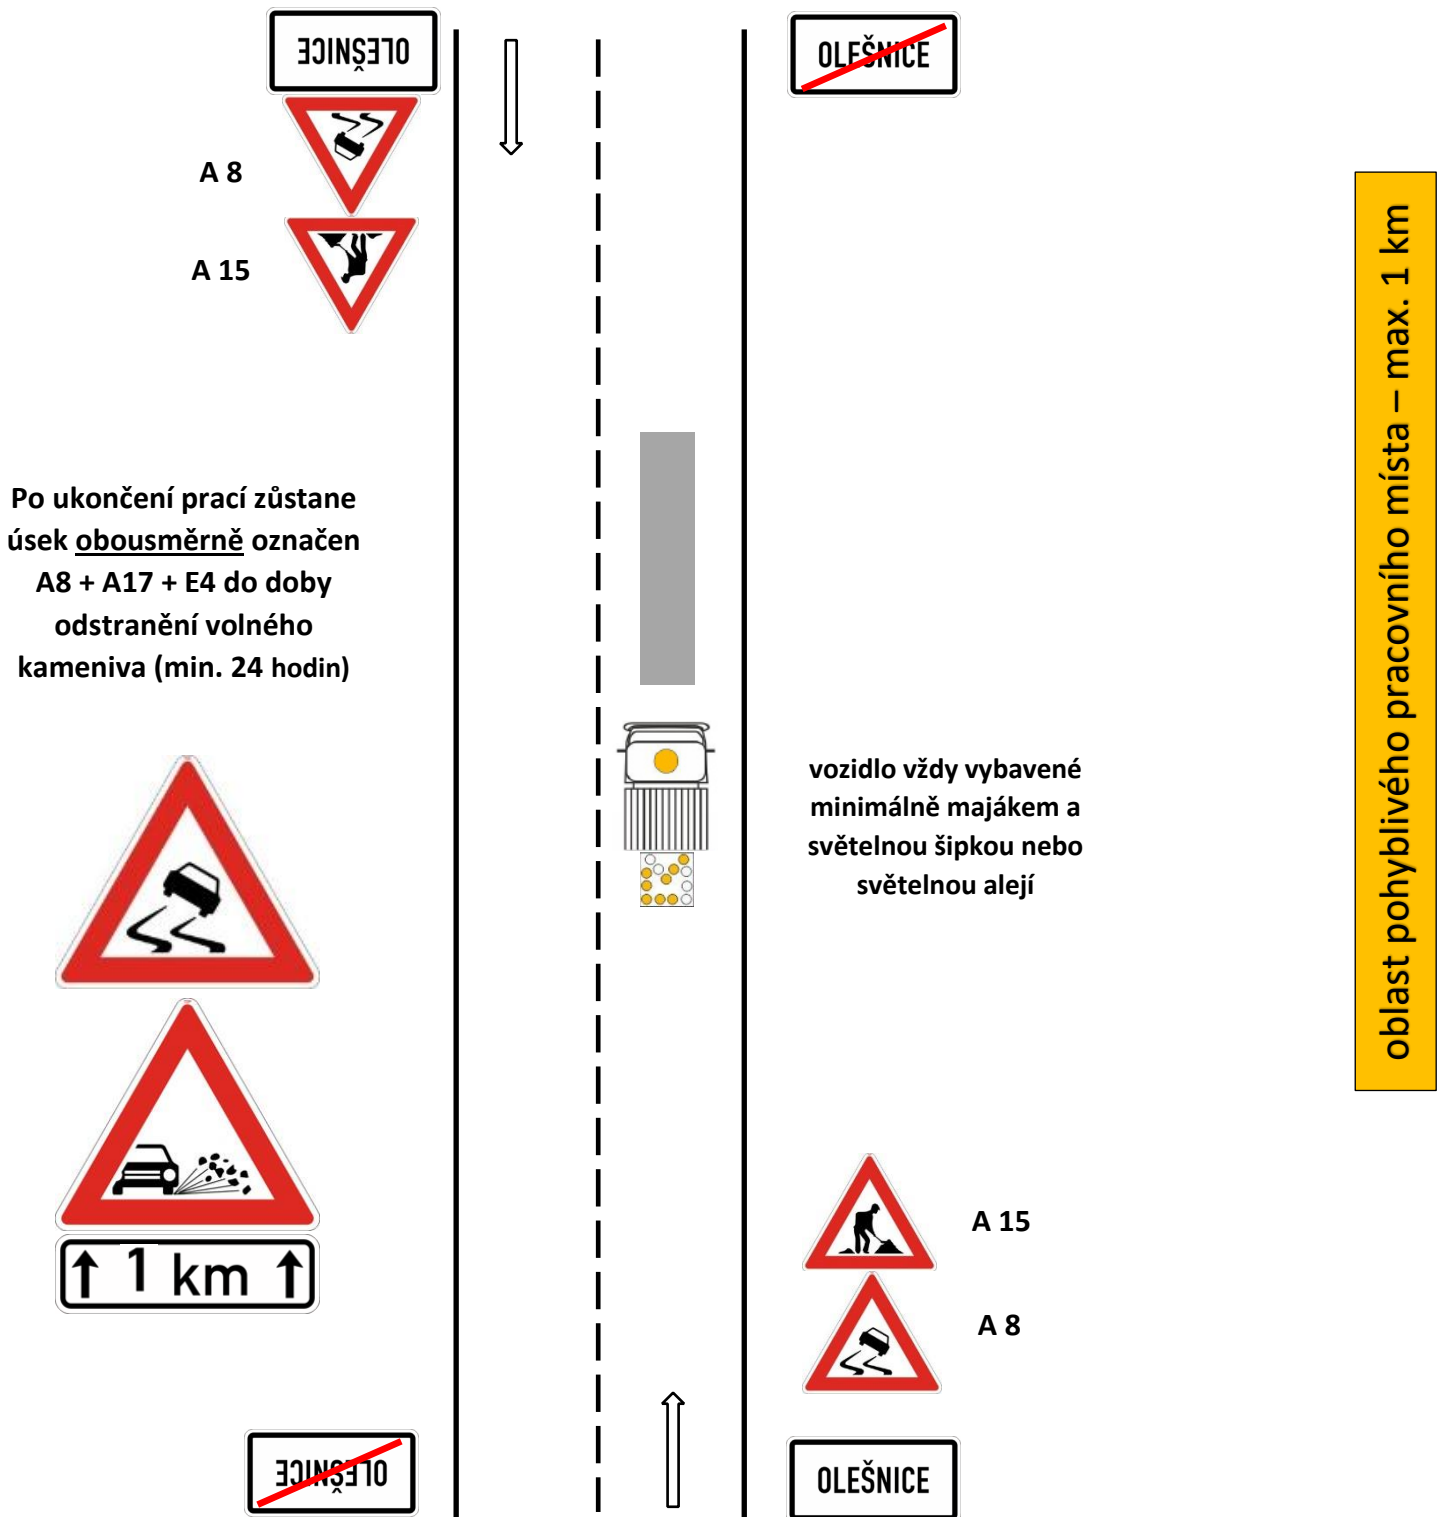 OLEŠNICE
OLEŠNICE
A 8
A 15
oblast pohyblivého pracovního místa – max. 1 km
Po ukončení prací zůstane
úsek obousměrně označen
A8 + A17 + E4 do doby
odstranění volného
kameniva (min. 24 hodin)
vozidlo vždy vybavené
minimálně majákem a
světelnou šipkou nebo
světelnou alejí
1 km
A 15
A 8
OLEŠNICE
OLEŠNICE